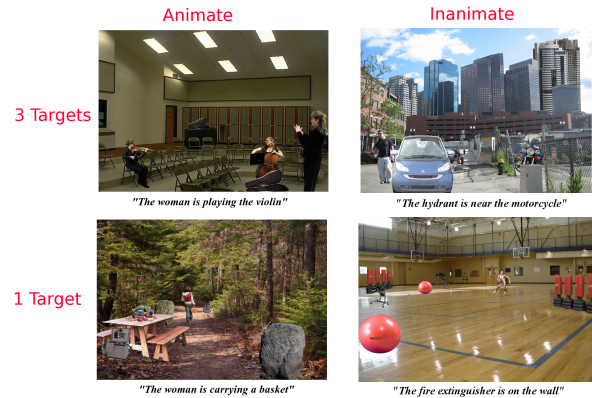 Animate
Inanimate
3 Targets
"The woman is playing the violin"
"The hydrant is near the motorcycle"
1 Target
"The woman is carrying a basket"
"The fire extinguisher is on the wall"